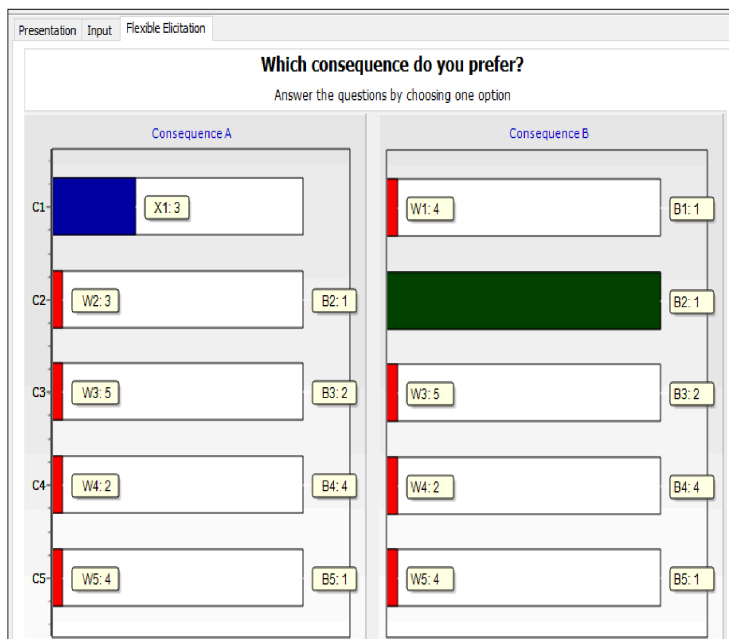 Presentation Input Flexible Elicitation
Which consequence do you prefer?
Answer the questions by choosing one option
Consequence A
C1 X1: 3
C2 W2: 3 B2: 1
C3 W3: 5 B3: 2
C4 W4: 2 B4: 4
C5 W5: 4 B5: 1
Consequence B
W1: 4 B1: 1
B2: 1
W3: 5 B3: 2
W4: 2 B4: 4
W5: 4 B5: 1